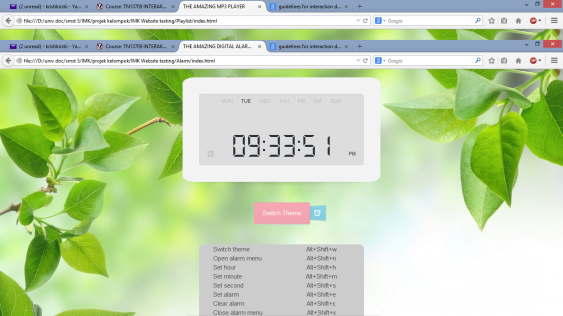 (2 unread) - kristikirsti - Ya... Course: TIV13709 INTERAK... THE AMAZING MP3 PLAYER guidelines for interaction d...
file:///D:/univ doc/smst 5/IMK/projek kelompok/IMK Website testing/Playlist/index.html Google
(2 unread) - kristikirsti - Ya... Course: TIV13709 INTERAK... THE AMAZING DIGITAL ALAR... guidelines for interaction d...
file:///D:/univ doc/smst 5/IMK/projek kelompok/IMK Website testing/Alarm/index.html Google
MON TUE WED THU FRI SAT SUN
09:33:51 PM
Switch Theme
Switch theme Alt+Shift+w
Open alarm menu Alt+Shift+n
Set hour Alt+Shift+h
Set minute Alt+Shift+m
Set second Alt+Shift+s
Set alarm Alt+Shift+e
Clear alarm Alt+Shift+c
Close alarm menu Alt+Shift+x